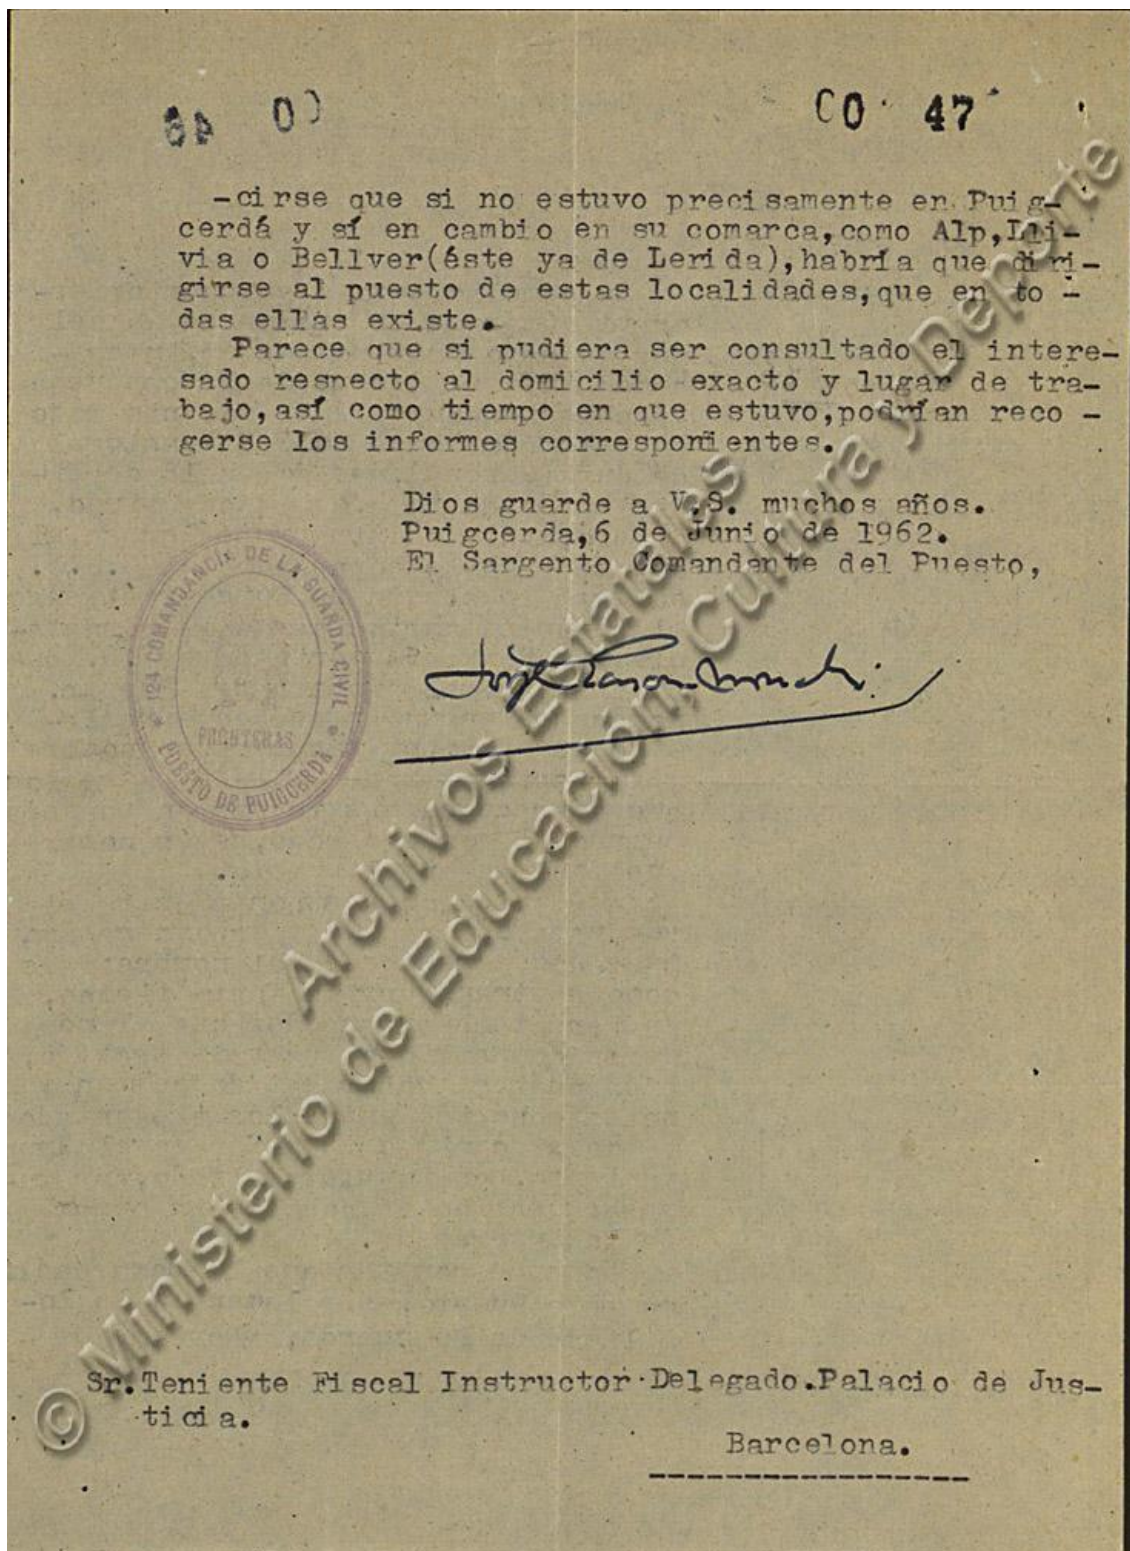 00 47
-cirse que si no estuvo precisamente en Puig-
cerdá y sí en cambio en su comarca,como Alp,Lli-
via o Bellver(éste ya de Lerida),habría que diri-
girse al puesto de estas localidades,que en to -
das ellas existe.
Parece que si pudiera ser consultado el intere-
sado respecto al domicilio exacto y lugar de tra-
bajo,así como tiempo en que estuvo,podrían reco -
gerse los informes correspondientes.
Dios guarde a V.S. muchos años.
Puigcerda,6 de Junio de 1962.
El Sargento Comandante del Puesto,
124 COMANDANCIA DE LA GUARDIA CIVIL
FRONTERAS
PUESTO DE PUIGCERDA
Sr.Teniente Fiscal Instructor Delegado.Palacio de Jus-
ticia.
Barcelona.
© Ministerio de Educación, Cultura y Deporte
Archivos Estatales